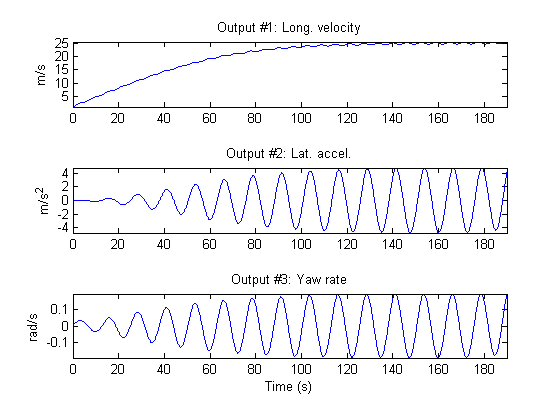 Output #1: Long. velocity
m/s
25
20
15
10
5
0 20 40 60 80 100 120 140 160 180
Output #2: Lat. accel.
m/s2
4
2
0
-2
-4
0 20 40 60 80 100 120 140 160 180
Output #3: Yaw rate
rad/s
0.1
0
-0.1
0 20 40 60 80 100 120 140 160 180
Time (s)